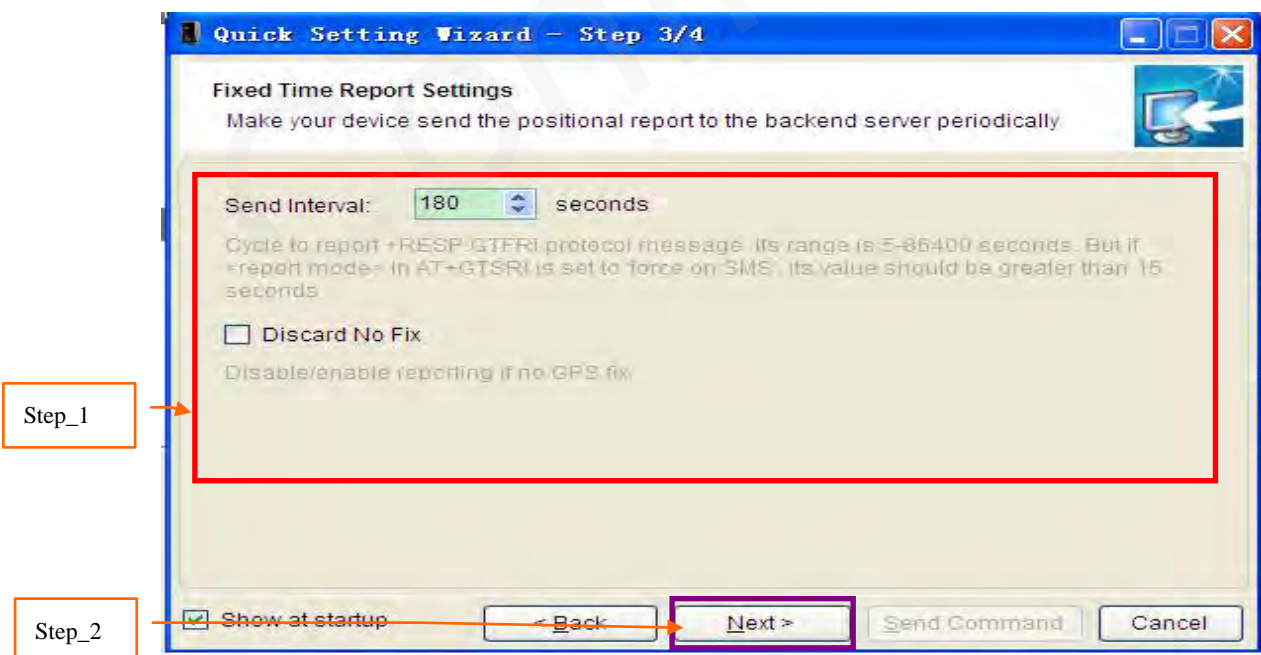 Quick Setting Wizard - Step 3/4
Fixed Time Report Settings
Make your device send the positional report to the backend server periodically
Send Interval: 180 seconds
Cycle to report +RESP:GTFRI protocol message. Its range is 5-86400 seconds. But if
<report mode> in AT+GTSRI is set to 'force on SMS', its value should be greater than 15
seconds.
Discard No Fix
Disable/enable reporting if no GPS fix.
Step_1
Show at startup
< Back
Next >
Send Command
Cancel
Step_2